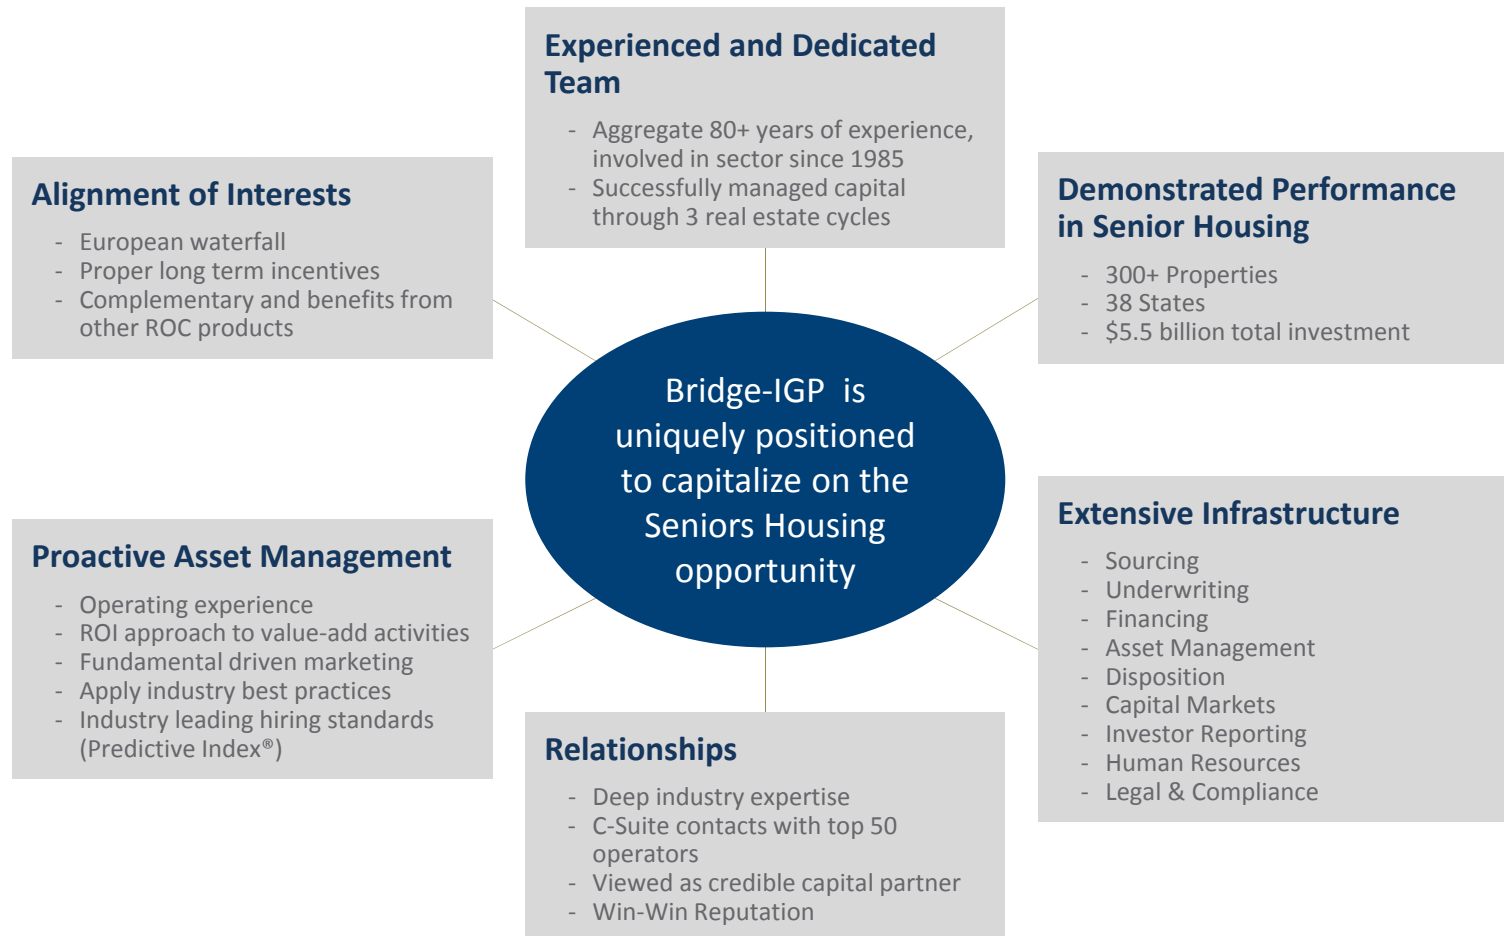 Experienced and Dedicated
Team
- Aggregate 80+ years of experience,
involved in sector since 1985
- Successfully managed capital
through 3 real estate cycles
Alignment of Interests
- European waterfall
- Proper long term incentives
- Complementary and benefits from
other ROC products
Demonstrated Performance
in Senior Housing
- 300+ Properties
- 38 States
- $5.5 billion total investment
Bridge-IGP is
uniquely positioned
to capitalize on the
Seniors Housing
opportunity
Proactive Asset Management
- Operating experience
- ROI approach to value-add activities
- Fundamental driven marketing
- Apply industry best practices
- Industry leading hiring standards
(Predictive Index®)
Extensive Infrastructure
- Sourcing
- Underwriting
- Financing
- Asset Management
- Disposition
- Capital Markets
- Investor Reporting
- Human Resources
- Legal & Compliance
Relationships
- Deep industry expertise
- C-Suite contacts with top 50
operators
- Viewed as credible capital partner
- Win-Win Reputation